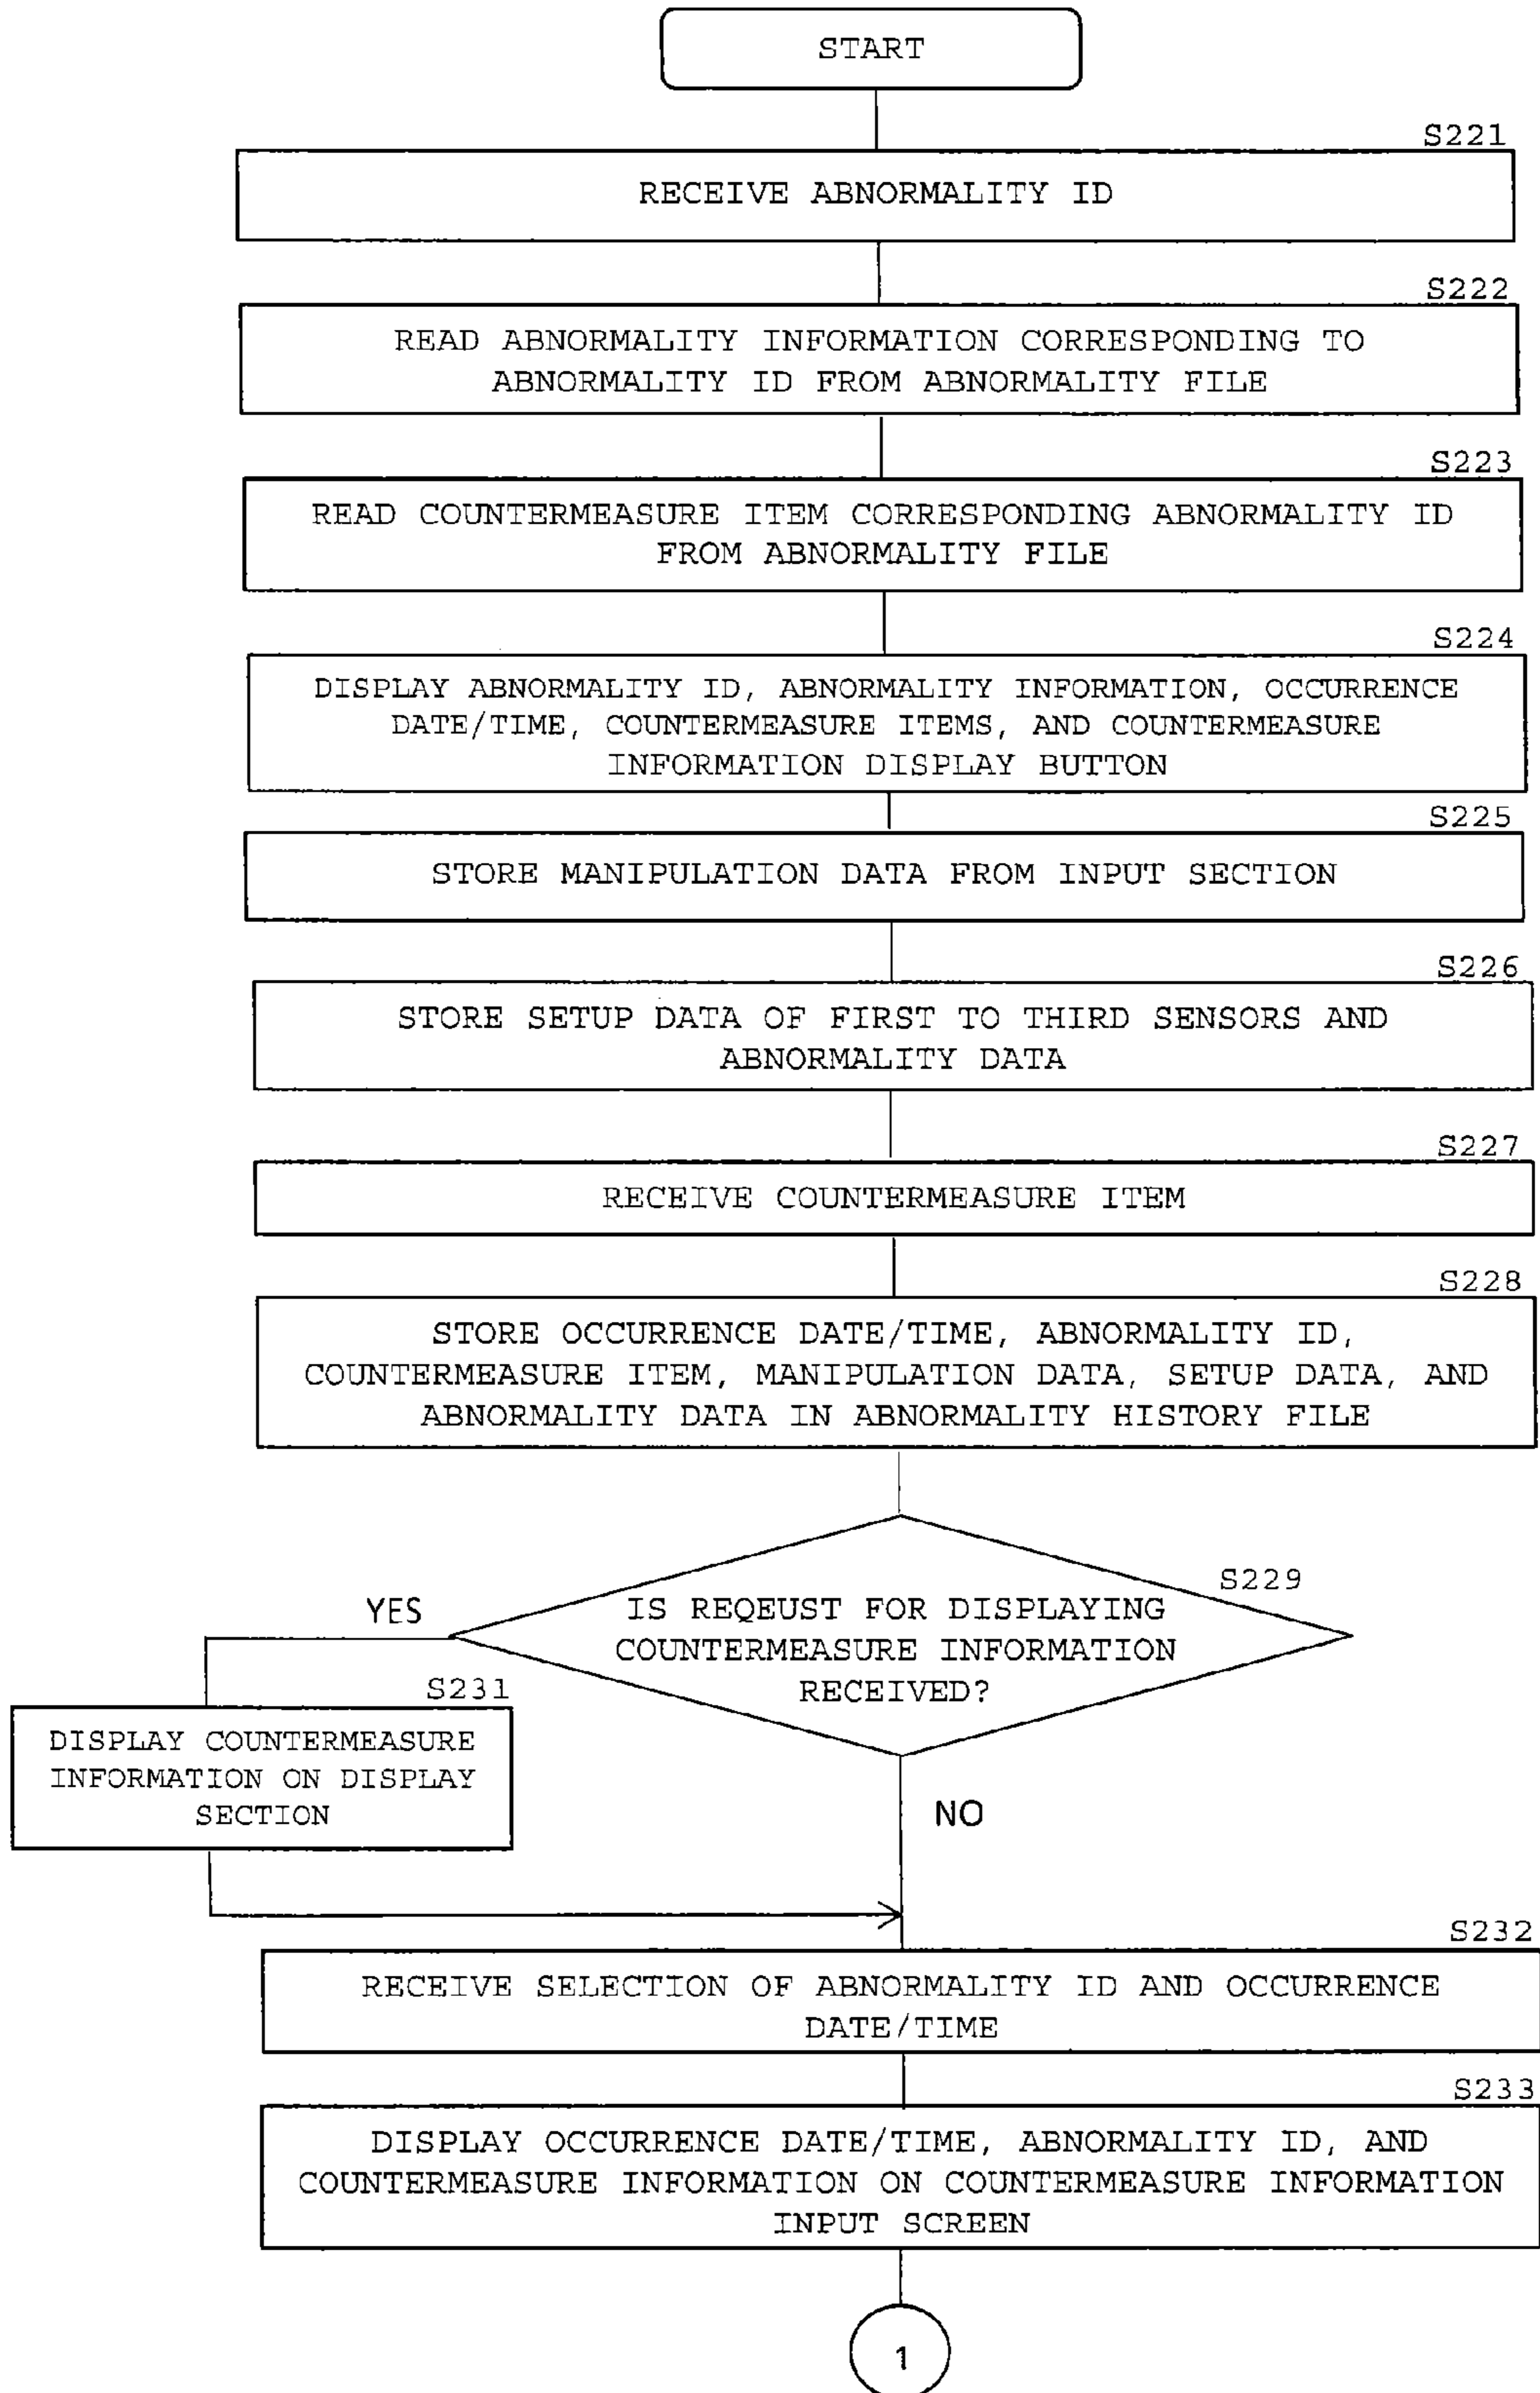 START
S221
RECEIVE ABNORMALITY ID
S222
READ ABNORMALITY INFORMATION CORRESPONDING TO
ABNORMALITY ID FROM ABNORMALITY FILE
S223
READ COUNTERMEASURE ITEM CORRESPONDING ABNORMALITY ID
FROM ABNORMALITY FILE
S224
DISPLAY ABNORMALITY ID, ABNORMALITY INFORMATION, OCCURRENCE
DATE/TIME, COUNTERMEASURE ITEMS, AND COUNTERMEASURE
INFORMATION DISPLAY BUTTON
S225
STORE MANIPULATION DATA FROM INPUT SECTION
S226
STORE SETUP DATA OF FIRST TO THIRD SENSORS AND
ABNORMALITY DATA
S227
RECEIVE COUNTERMEASURE ITEM
S228
STORE OCCURRENCE DATE/TIME, ABNORMALITY ID,
COUNTERMEASURE ITEM, MANIPULATION DATA, SETUP DATA, AND
ABNORMALITY DATA IN ABNORMALITY HISTORY FILE
S229
IS REQEUST FOR DISPLAYING
COUNTERMEASURE INFORMATION
RECEIVED?
YES
S231
DISPLAY COUNTERMEASURE
INFORMATION ON DISPLAY
SECTION
NO
S232
RECEIVE SELECTION OF ABNORMALITY ID AND OCCURRENCE
DATE/TIME
S233
DISPLAY OCCURRENCE DATE/TIME, ABNORMALITY ID, AND
COUNTERMEASURE INFORMATION ON COUNTERMEASURE INFORMATION
INPUT SCREEN
1